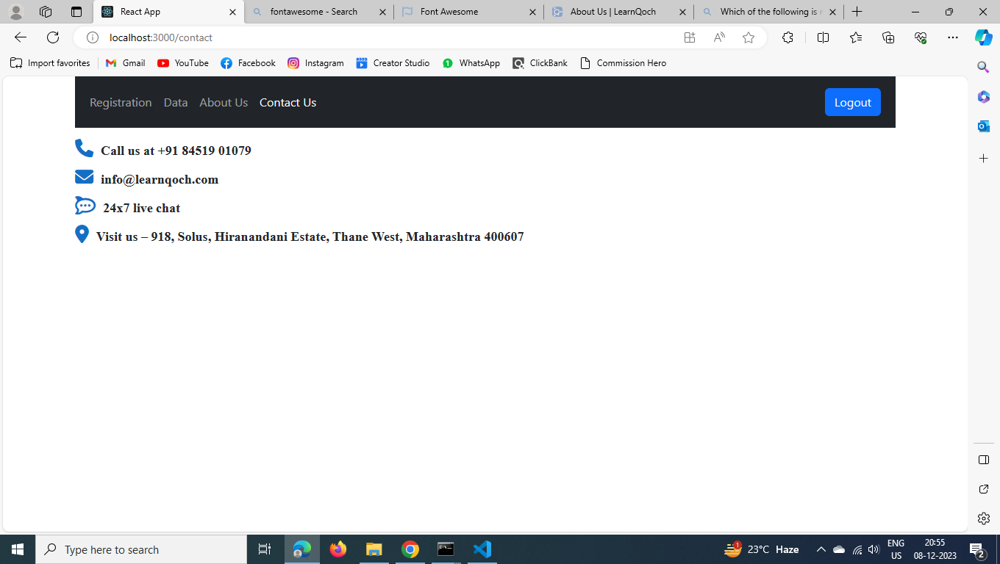 React App
fontawesome - Search
Font Awesome
About Us | LearnQoch
Which of the following is
localhost:3000/contact
Import favorites
Gmail
YouTube
Facebook
Instagram
Creator Studio
WhatsApp
ClickBank
Commission Hero
Registration
Data
About Us
Contact Us
Logout
Call us at +91 84519 01079
info@learnqoch.com
24x7 live chat
Visit us – 918, Solus, Hiranandani Estate, Thane West, Maharashtra 400607
Type here to search
1
23°C Haze
ENG
US
20:55
08-12-2023
2